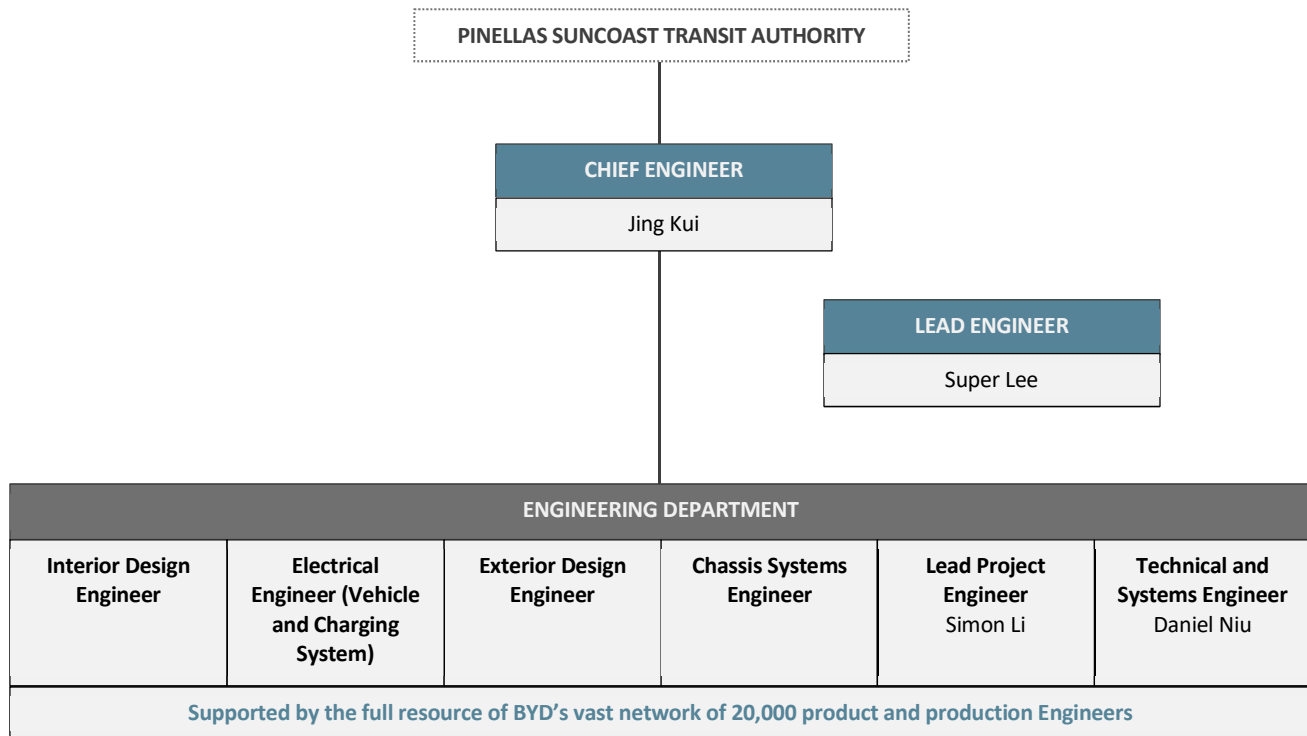 PINELLAS SUNCOAST TRANSIT AUTHORITY
CHIEF ENGINEER
Jing Kui
LEAD ENGINEER
Super Lee
ENGINEERING DEPARTMENT
Interior Design
Engineer
Electrical
Engineer (Vehicle
and Charging
System)
Exterior Design
Engineer
Chassis Systems
Engineer
Lead Project
Engineer
Simon Li
Technical and
Systems Engineer
Daniel Niu
Supported by the full resource of BYD’s vast network of 20,000 product and production Engineers